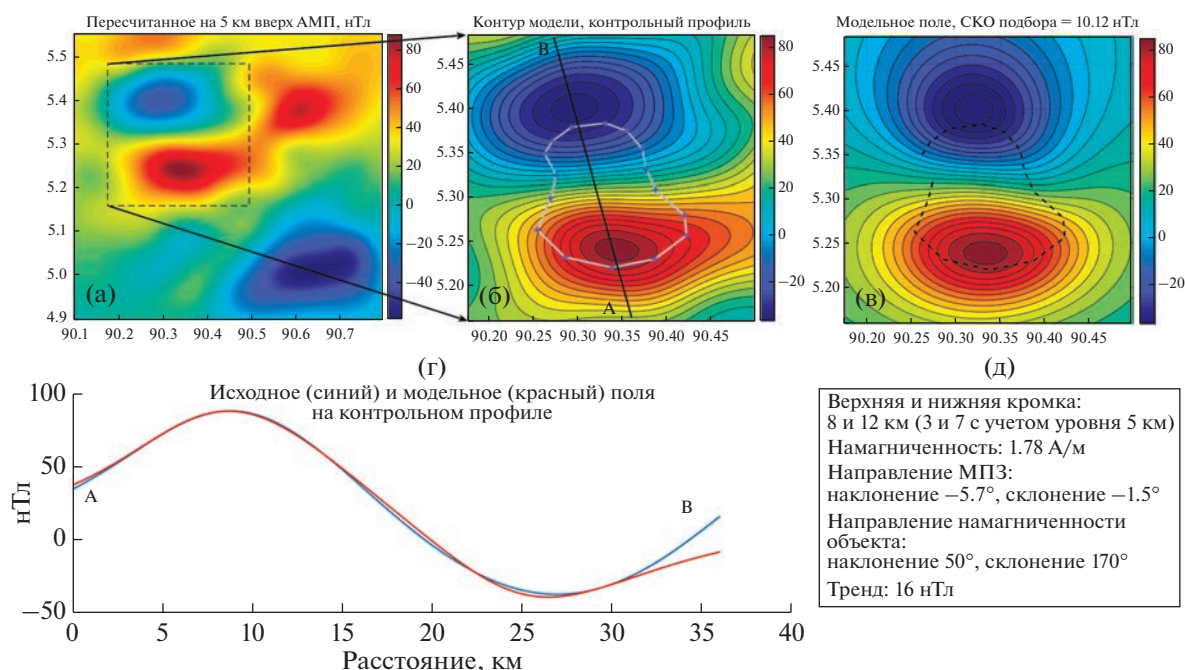 Пересчитанное на 5 км вверх АМП, нТл
5.5
5.4
5.3
5.2
5.1
5.0
4.9
90.1
90.2
90.3
90.4
90.5
90.6
90.7
80
60
40
20
0
−20
−40
(а)
Контур модели, контрольный профиль
5.45
5.40
5.35
5.30
5.25
5.20
90.20
90.25
90.30
90.35
90.40
90.45
80
60
40
20
0
−20
B
A
(б)
Модельное поле, СКО подбора = 10.12 нТл
5.45
5.40
5.35
5.30
5.25
5.20
90.20
90.25
90.30
90.35
90.40
90.45
80
60
40
20
0
−20
(в)
(г)
Исходное (синий) и модельное (красный) поля
на контрольном профиле
нТл
100
50
0
−50
A
B
0
5
10
15
20
25
30
35
40
Расстояние, км
(д)
Верхняя и нижняя кромка:
8 и 12 км (3 и 7 с учетом уровня 5 км)
Намагниченность: 1.78 А/м
Направление МПЗ:
наклонение −5.7°, склонение −1.5°
Направление намагниченности
объекта:
наклонение 50°, склонение 170°
Тренд: 16 нТл